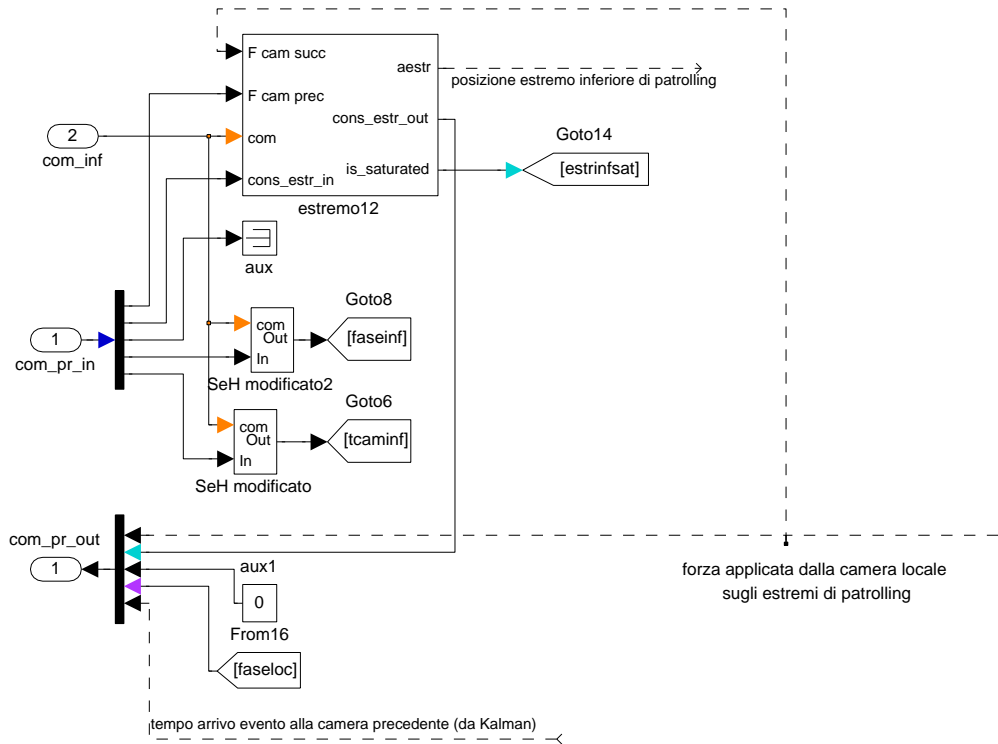 F cam succ
aestr
posizione estremo inferiore di patrolling
F cam prec
cons_estr_out
2
com
Goto14
com_inf
is_saturated
[estrinfsat]
cons_estr_in
estremo12
aux
Goto8
com
Out
[faseinf]
1
In
com_pr_in
SeH modificato2
Goto6
com
Out
[tcaminf]
In
SeH modificato
com_pr_out
1
aux1
forza applicata dalla camera locale
sugli estremi di patrolling
0
From16
[faseloc]
tempo arrivo evento alla camera precedente (da Kalman)